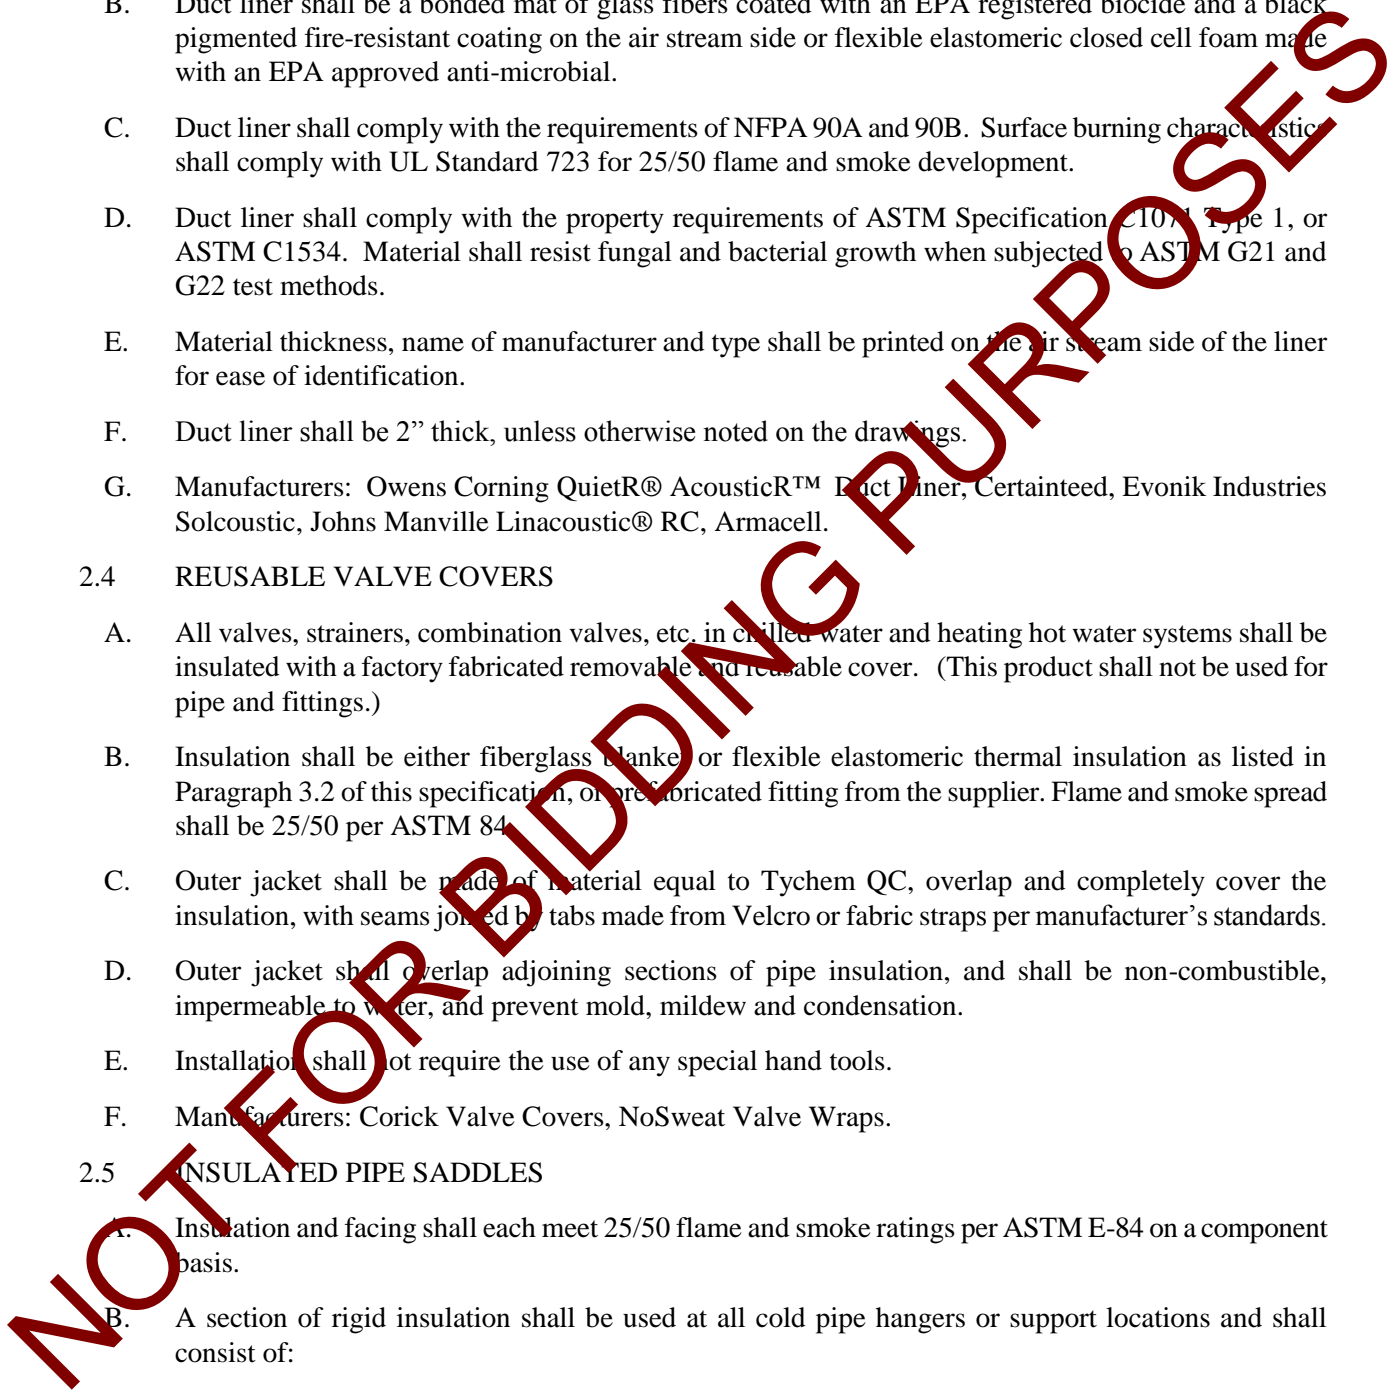 B. Duct liner shall be a bonded mat of glass fibers coated with an EPA registered biocide and a black
pigmented fire-resistant coating on the air stream side or flexible elastomeric closed cell foam made
with an EPA approved anti-microbial.
C. Duct liner shall comply with the requirements of NFPA 90A and 90B. Surface burning characteristics
shall comply with UL Standard 723 for 25/50 flame and smoke development.
D. Duct liner shall comply with the property requirements of ASTM Specification C1071 Type 1, or
ASTM C1534. Material shall resist fungal and bacterial growth when subjected to ASTM G21 and
G22 test methods.
E. Material thickness, name of manufacturer and type shall be printed on the air stream side of the liner
for ease of identification.
F. Duct liner shall be 2” thick, unless otherwise noted on the drawings.
G. Manufacturers: Owens Corning QuietR® AcousticR™ Duct Liner, Certainteed, Evonik Industries
Solcoustic, Johns Manville Linacoustic® RC, Armacell.
2.4 REUSABLE VALVE COVERS
A. All valves, strainers, combination valves, etc. in chilled water and heating hot water systems shall be
insulated with a factory fabricated removable and reusable cover. (This product shall not be used for
pipe and fittings.)
B. Insulation shall be either fiberglass blanket or flexible elastomeric thermal insulation as listed in
Paragraph 3.2 of this specification, or prefabricated fitting from the supplier. Flame and smoke spread
shall be 25/50 per ASTM 84.
C. Outer jacket shall be made of material equal to Tychem QC, overlap and completely cover the
insulation, with seams joined by tabs made from Velcro or fabric straps per manufacturer’s standards.
D. Outer jacket shall overlap adjoining sections of pipe insulation, and shall be non-combustible,
impermeable to water, and prevent mold, mildew and condensation.
E. Installation shall not require the use of any special hand tools.
F. Manufacturers: Corick Valve Covers, NoSweat Valve Wraps.
2.5 INSULATED PIPE SADDLES
A. Insulation and facing shall each meet 25/50 flame and smoke ratings per ASTM E-84 on a component
basis.
B. A section of rigid insulation shall be used at all cold pipe hangers or support locations and shall
consist of:
NOT FOR BIDDING PURPOSES